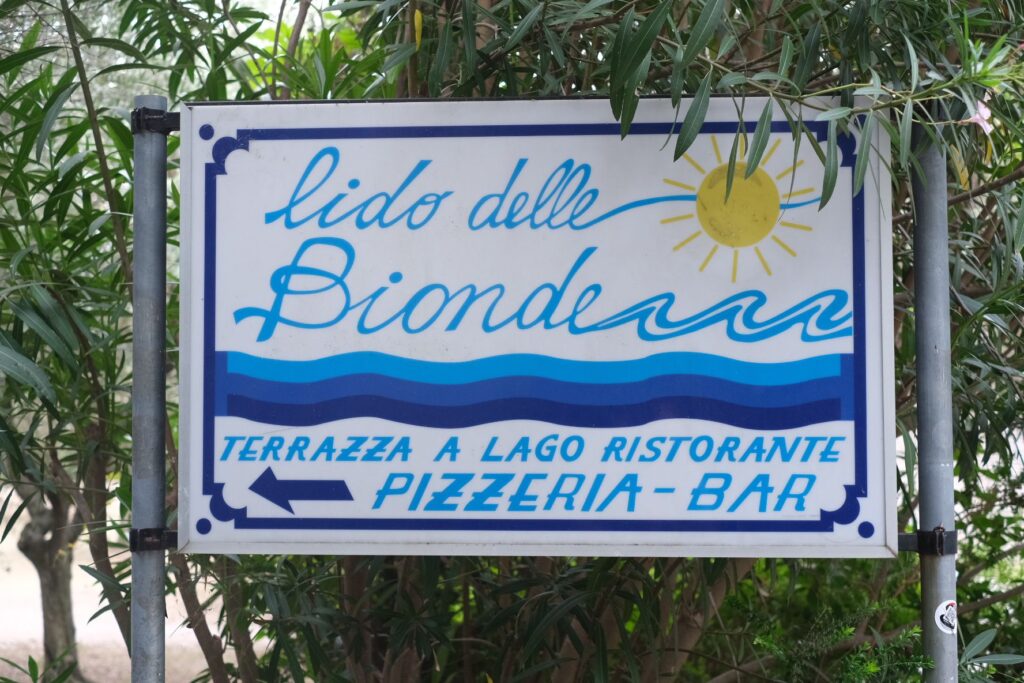 lido delle
Bionde
TERRAZZA A LAGO RISTORANTE
PIZZERIA - BAR